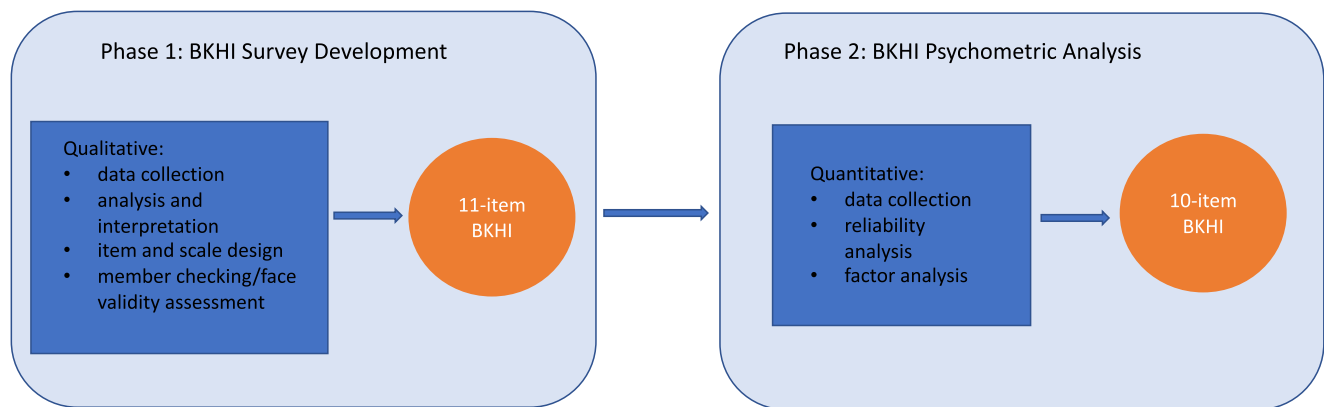 Phase 1: BKHI Survey Development
Qualitative:
• data collection
• analysis and
interpretation
• item and scale design
• member checking/face
validity assessment
11-item
BKHI
Phase 2: BKHI Psychometric Analysis
Quantitative:
• data collection
• reliability
analysis
• factor analysis
10-item
BKHI